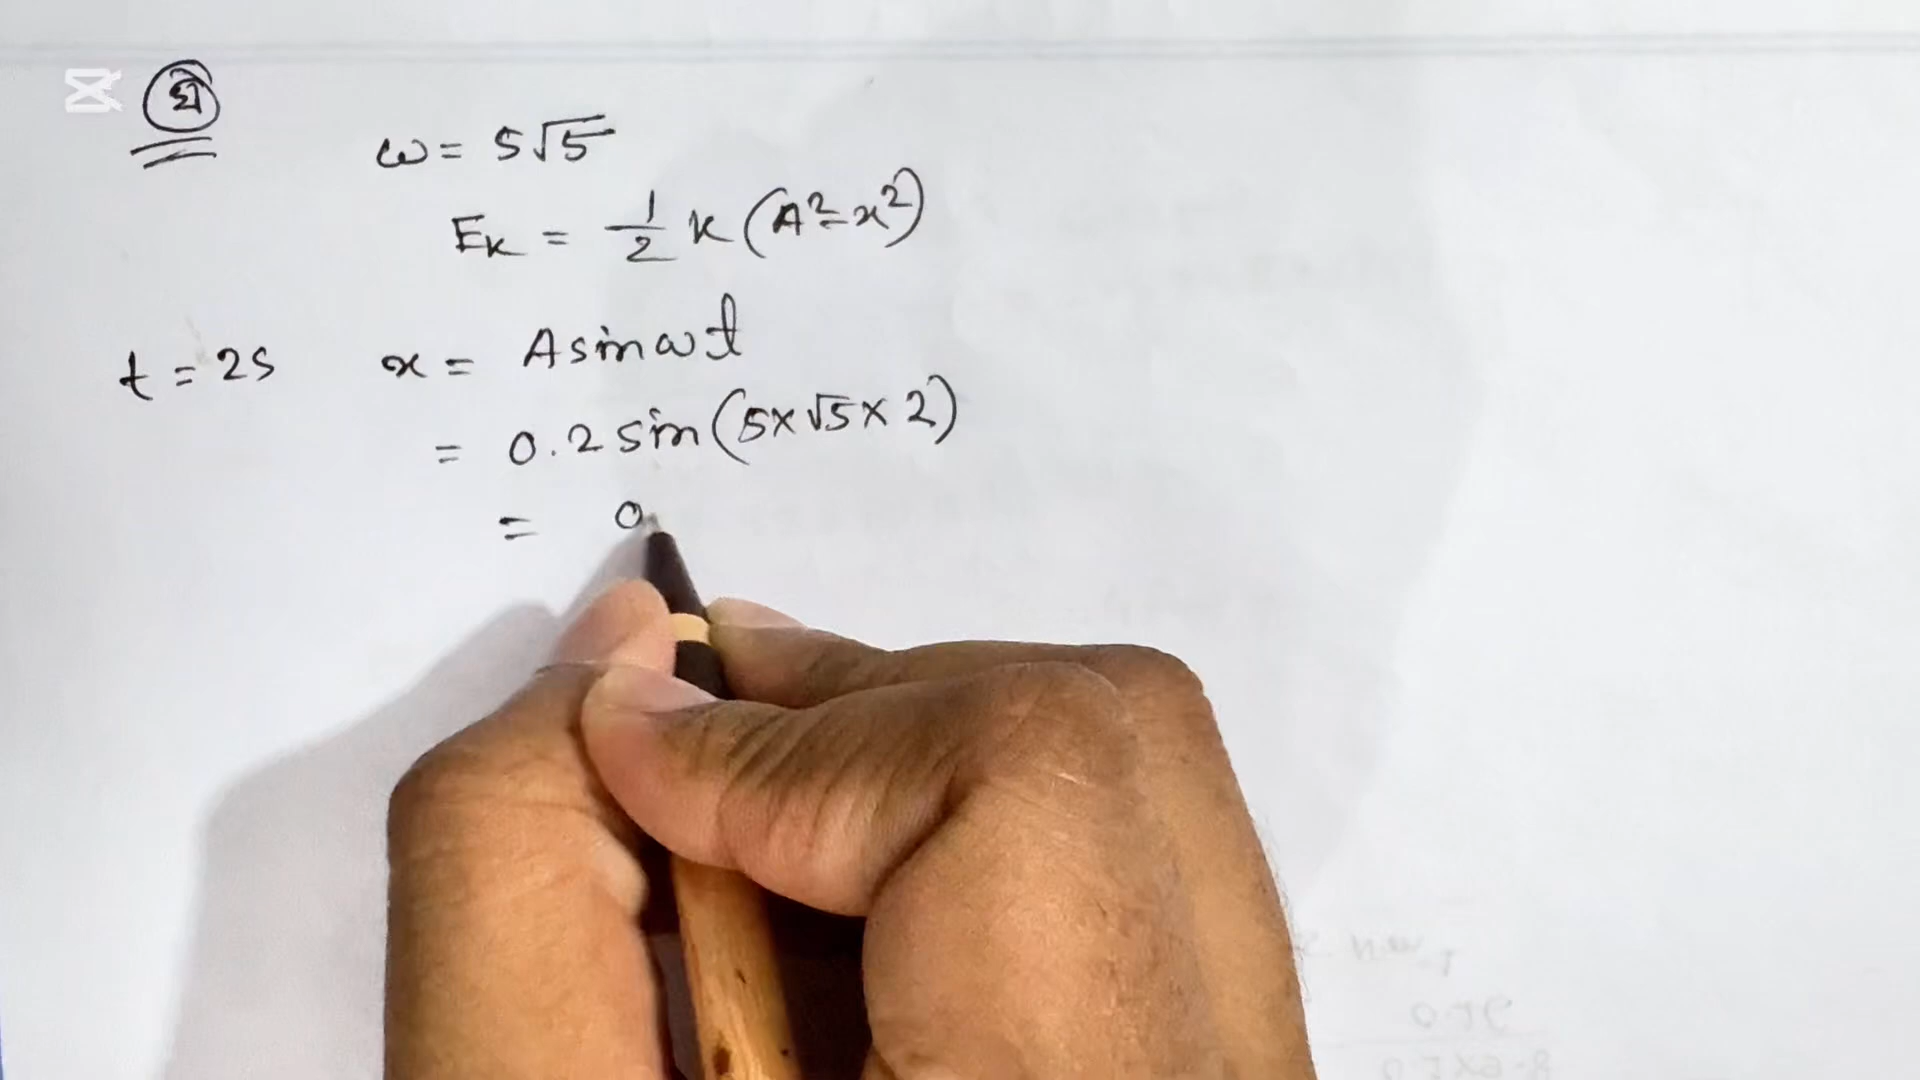 ঘ
ω = 5√5
Eₖ = 1/2 K (A² - x²)
t = 2s x = A sin ωt
= 0.2 sin (5×√5×2)
= 0.